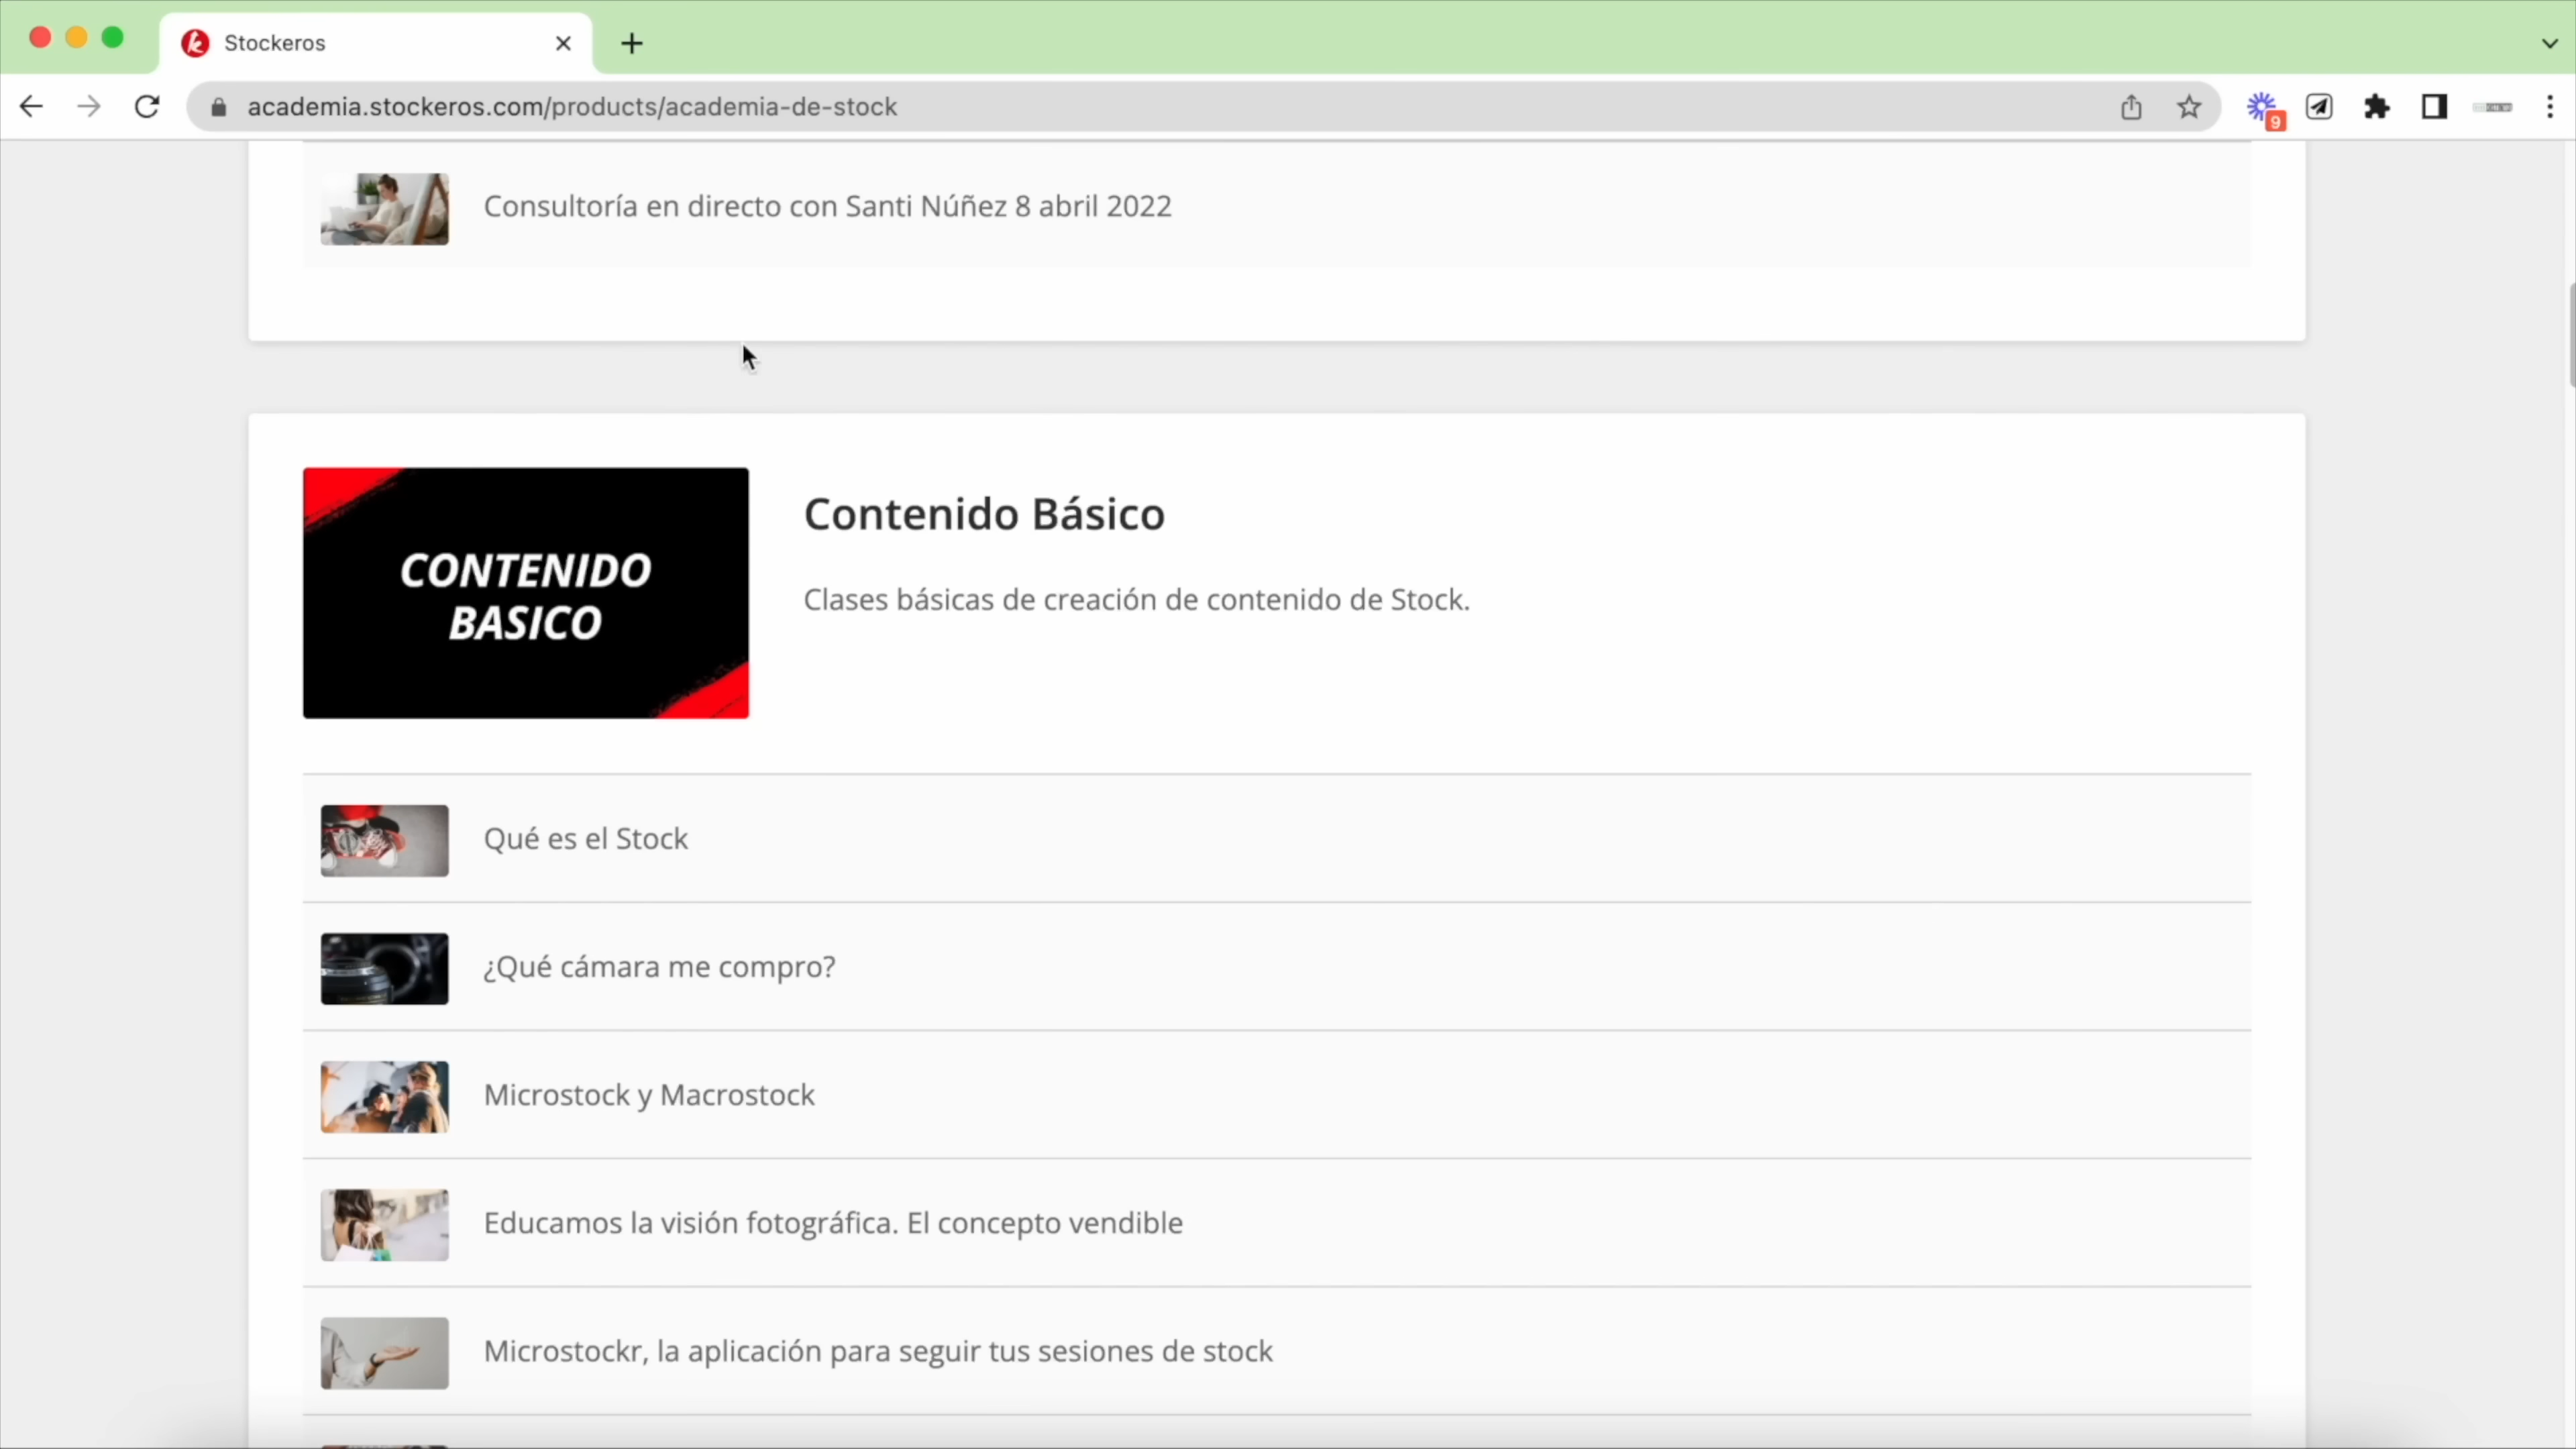 Stockeros
academia.stockeros.com/products/academia-de-stock
9
Consultoría en directo con Santi Núñez 8 abril 2022
CONTENIDO
BASICO
Contenido Básico
Clases básicas de creación de contenido de Stock.
Qué es el Stock
¿Qué cámara me compro?
Microstock y Macrostock
Educamos la visión fotográfica. El concepto vendible
Microstockr, la aplicación para seguir tus sesiones de stock